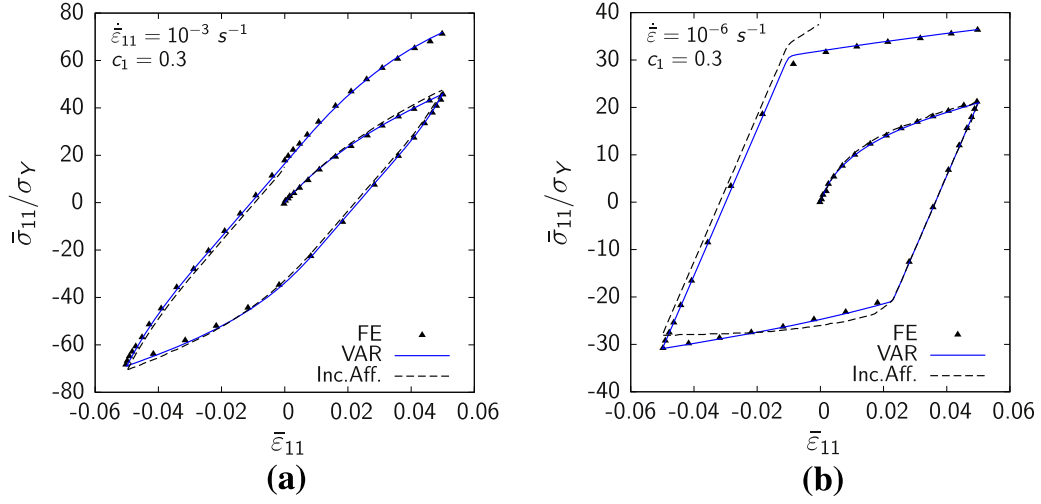 80
60
40
20
0
-20
-40
-60
-80
-0.06 -0.04 -0.02 0 0.02 0.04 0.06
σ̄₁₁/σ_Y
ε̄₁₁
ε̄̇₁₁ = 10⁻³ s⁻¹
c₁ = 0.3
FE
VAR
Inc.Aff.
(a)
40
30
20
10
0
-10
-20
-30
-40
-0.06 -0.04 -0.02 0 0.02 0.04 0.06
σ̄₁₁/σ_Y
ε̄₁₁
ε̄̇ = 10⁻⁶ s⁻¹
c₁ = 0.3
FE
VAR
Inc.Aff.
(b)